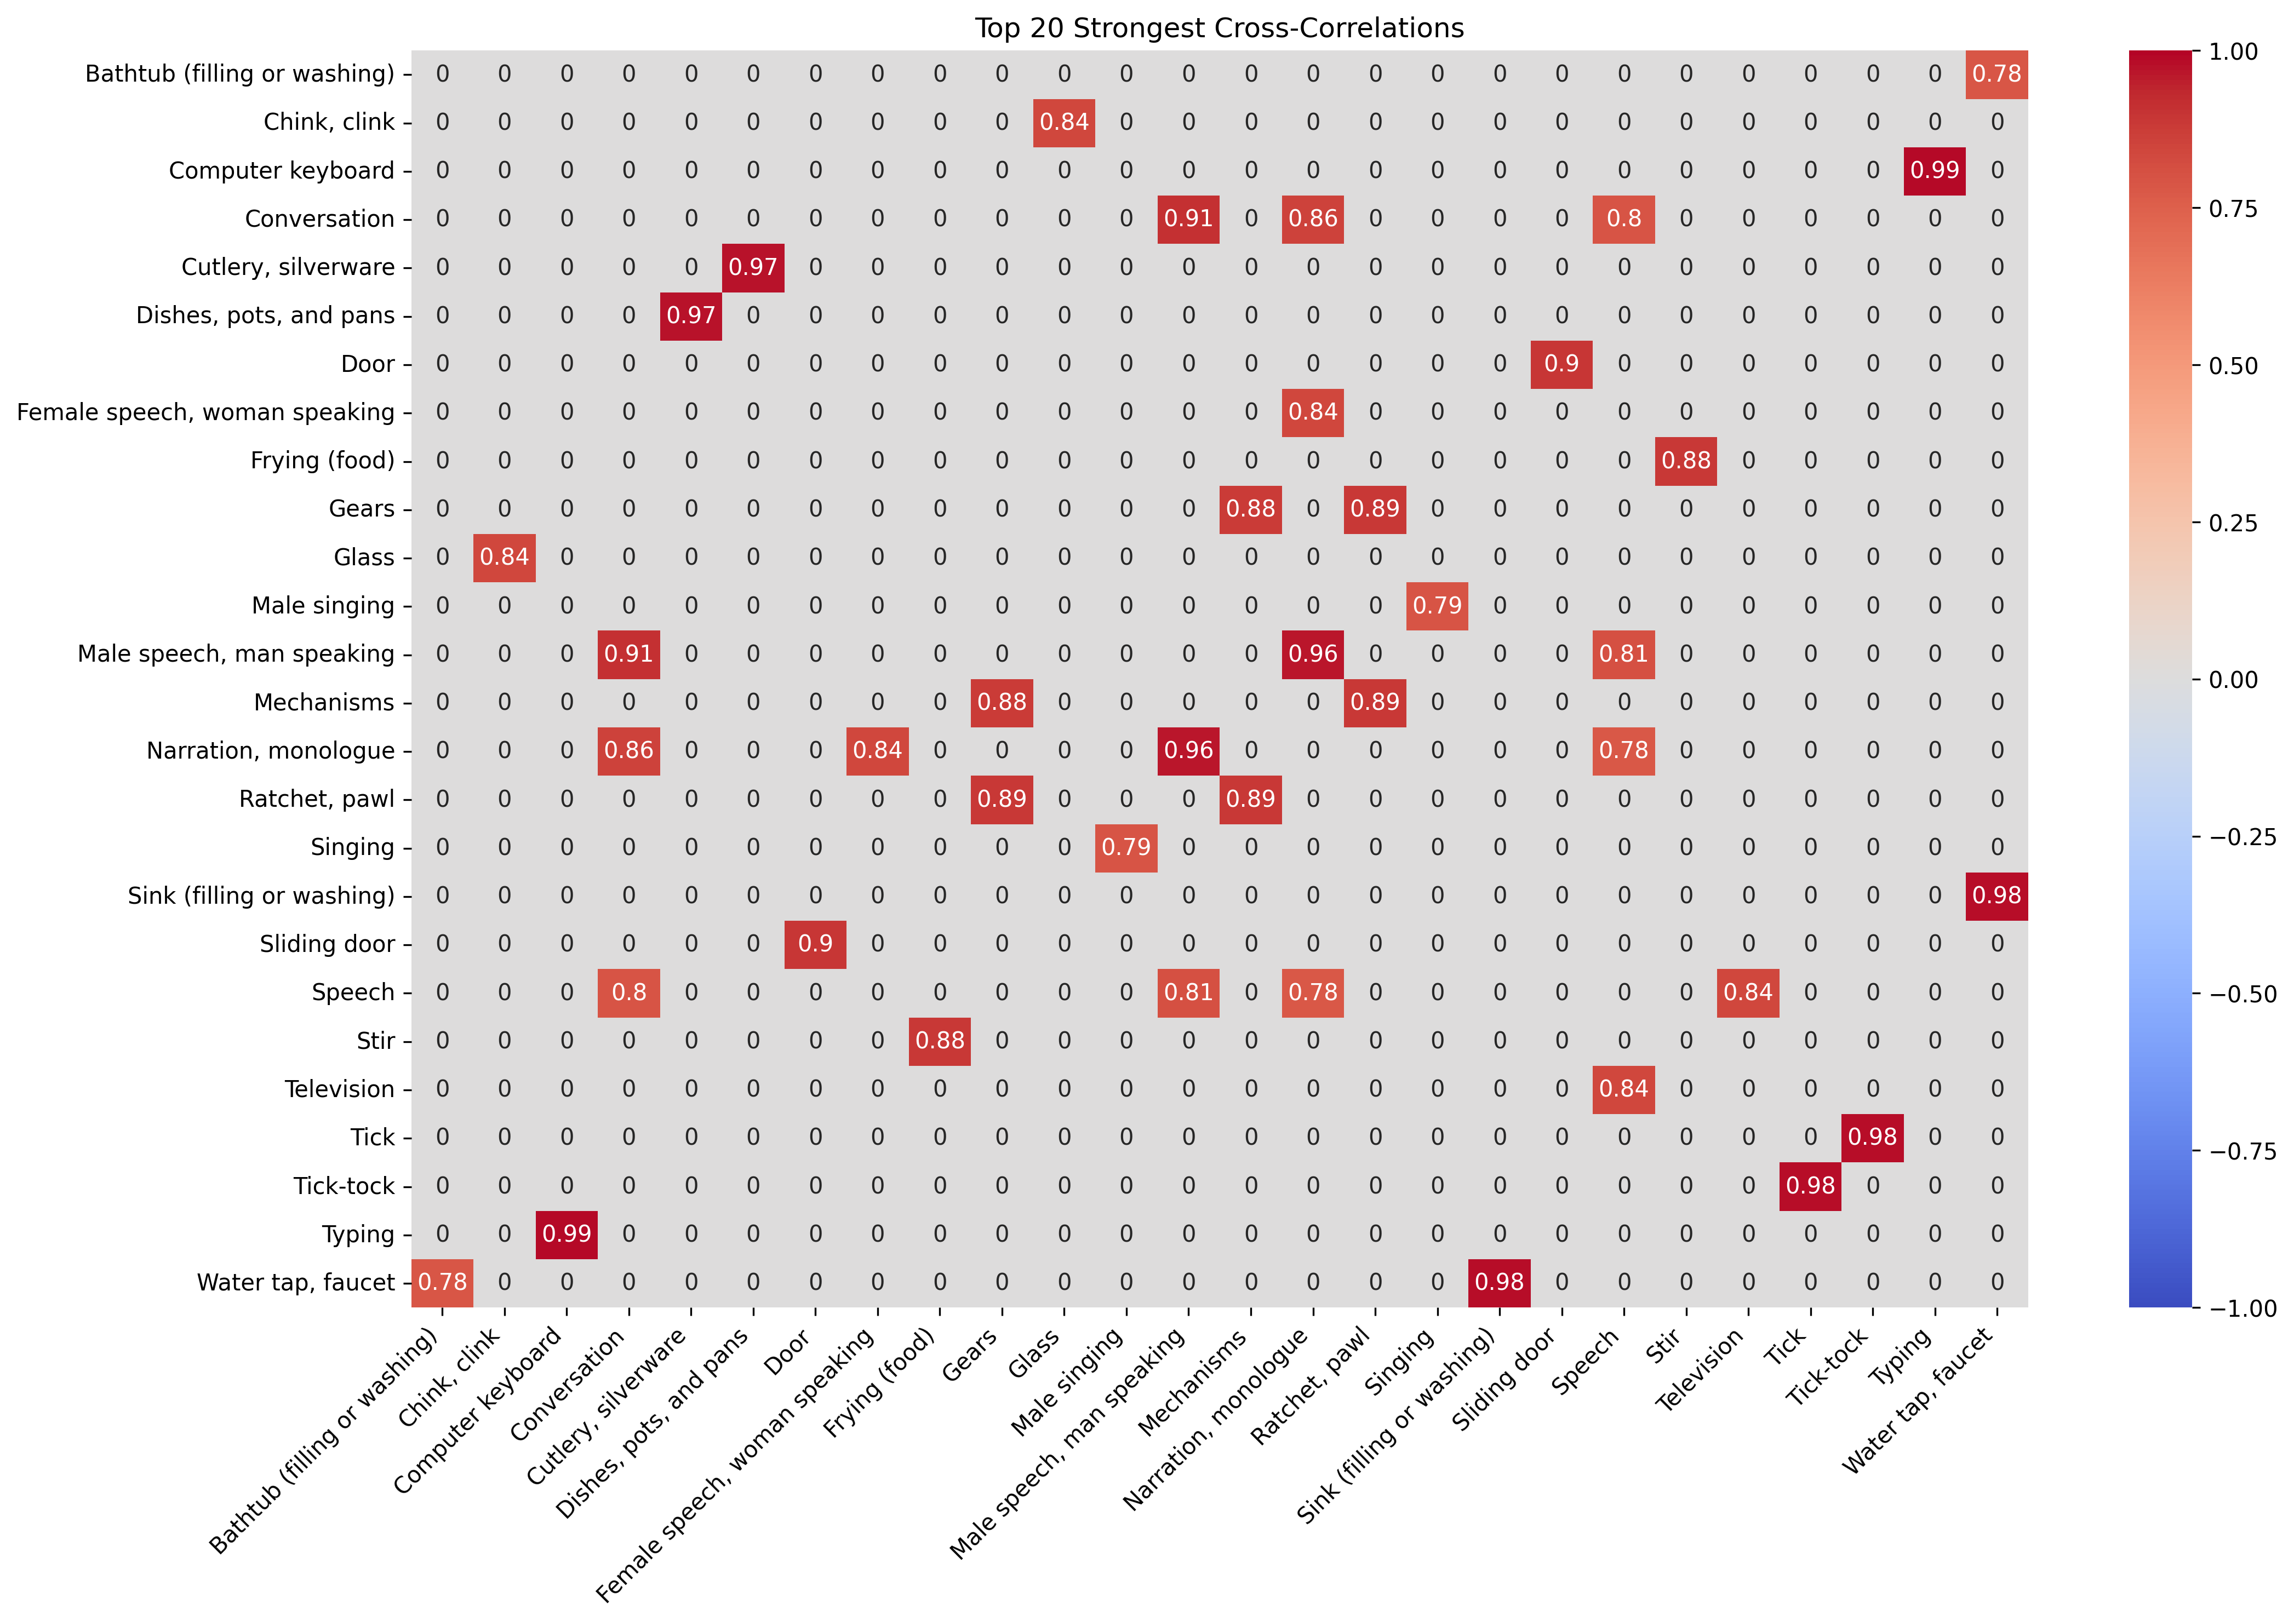 Top 20 Strongest Cross-Correlations
Bathtub (filling or washing) 0 0 0 0 0 0 0 0 0 0 0 0 0 0 0 0 0 0 0 0 0 0 0 0 0 0.78
Chink, clink 0 0 0 0 0 0 0 0 0 0 0.84 0 0 0 0 0 0 0 0 0 0 0 0 0 0 0
Computer keyboard 0 0 0 0 0 0 0 0 0 0 0 0 0 0 0 0 0 0 0 0 0 0 0 0 0.99 0
Conversation 0 0 0 0 0 0 0 0 0 0 0 0 0.91 0 0.86 0 0 0 0 0.8 0 0 0 0 0 0
Cutlery, silverware 0 0 0 0 0 0.97 0 0 0 0 0 0 0 0 0 0 0 0 0 0 0 0 0 0 0 0
Dishes, pots, and pans 0 0 0 0 0.97 0 0 0 0 0 0 0 0 0 0 0 0 0 0 0 0 0 0 0 0 0
Door 0 0 0 0 0 0 0 0 0 0 0 0 0 0 0 0 0 0 0.9 0 0 0 0 0 0 0
Female speech, woman speaking 0 0 0 0 0 0 0 0 0 0 0 0 0 0 0.84 0 0 0 0 0 0 0 0 0 0 0
Frying (food) 0 0 0 0 0 0 0 0 0 0 0 0 0 0 0 0 0 0 0 0 0.88 0 0 0 0 0
Gears 0 0 0 0 0 0 0 0 0 0 0 0 0 0.88 0 0.89 0 0 0 0 0 0 0 0 0 0
Glass 0 0.84 0 0 0 0 0 0 0 0 0 0 0 0 0 0 0 0 0 0 0 0 0 0 0 0
Male singing 0 0 0 0 0 0 0 0 0 0 0 0 0 0 0 0 0.79 0 0 0 0 0 0 0 0 0
Male speech, man speaking 0 0 0 0.91 0 0 0 0 0 0 0 0 0 0 0.96 0 0 0 0 0.81 0 0 0 0 0 0
Mechanisms 0 0 0 0 0 0 0 0 0 0.88 0 0 0 0 0 0.89 0 0 0 0 0 0 0 0 0 0
Narration, monologue 0 0 0 0.86 0 0 0 0.84 0 0 0 0 0.96 0 0 0 0 0 0 0.78 0 0 0 0 0 0
Ratchet, pawl 0 0 0 0 0 0 0 0 0 0.89 0 0 0 0.89 0 0 0 0 0 0 0 0 0 0 0 0
Singing 0 0 0 0 0 0 0 0 0 0 0 0.79 0 0 0 0 0 0 0 0 0 0 0 0 0 0
Sink (filling or washing) 0 0 0 0 0 0 0 0 0 0 0 0 0 0 0 0 0 0 0 0 0 0 0 0 0 0.98
Sliding door 0 0 0 0 0 0 0.9 0 0 0 0 0 0 0 0 0 0 0 0 0 0 0 0 0 0 0
Speech 0 0 0 0.8 0 0 0 0 0 0 0 0 0.81 0 0.78 0 0 0 0 0 0 0.84 0 0 0 0
Stir 0 0 0 0 0 0 0 0 0.88 0 0 0 0 0 0 0 0 0 0 0 0 0 0 0 0 0
Television 0 0 0 0 0 0 0 0 0 0 0 0 0 0 0 0 0 0 0 0.84 0 0 0 0 0 0
Tick 0 0 0 0 0 0 0 0 0 0 0 0 0 0 0 0 0 0 0 0 0 0 0 0.98 0 0
Tick-tock 0 0 0 0 0 0 0 0 0 0 0 0 0 0 0 0 0 0 0 0 0 0 0.98 0 0 0
Typing 0 0 0.99 0 0 0 0 0 0 0 0 0 0 0 0 0 0 0 0 0 0 0 0 0 0 0
Water tap, faucet 0.78 0 0 0 0 0 0 0 0 0 0 0 0 0 0 0 0 0.98 0 0 0 0 0 0 0 0
Bathtub (filling or washing)
Chink, clink
Computer keyboard
Conversation
Cutlery, silverware
Dishes, pots, and pans
Door
Female speech, woman speaking
Frying (food)
Gears
Glass
Male singing
Male speech, man speaking
Mechanisms
Narration, monologue
Ratchet, pawl
Singing
Sink (filling or washing)
Sliding door
Speech
Stir
Television
Tick
Tick-tock
Typing
Water tap, faucet
1.00
0.75
0.50
0.25
0.00
−0.25
−0.50
−0.75
−1.00